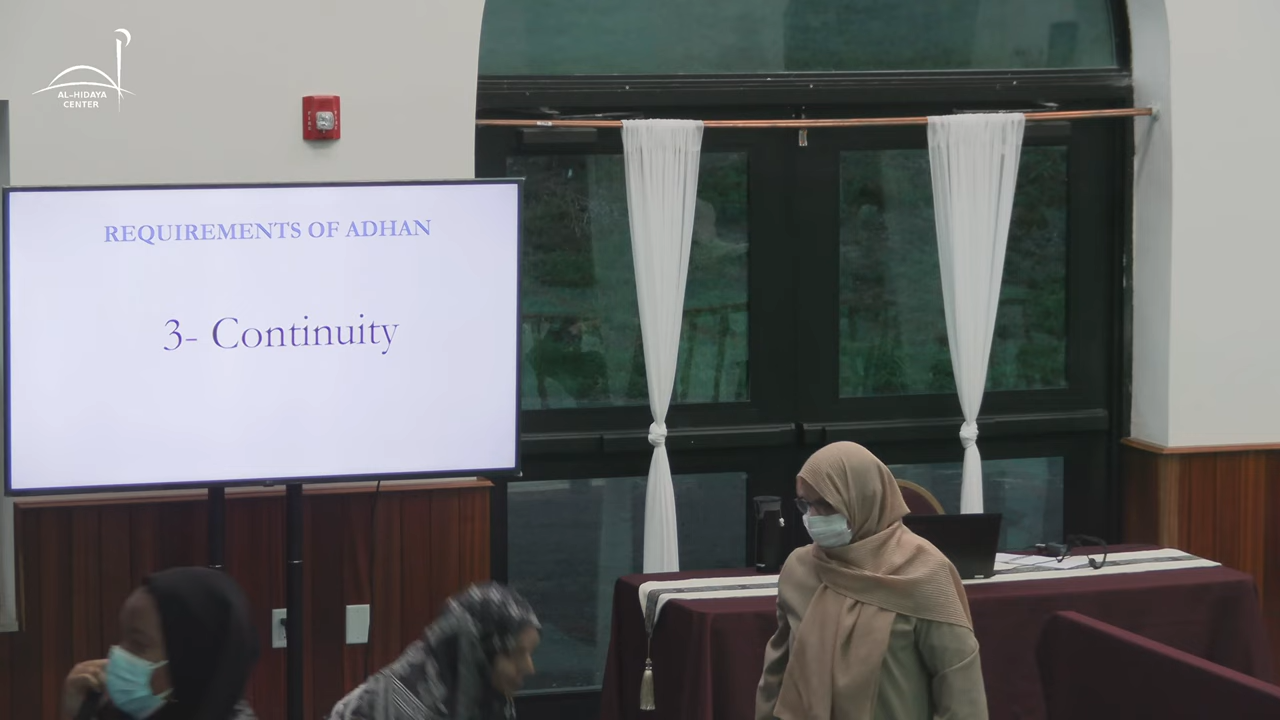 AL-HIDAYA
CENTER
REQUIREMENTS OF ADHAN
3- Continuity